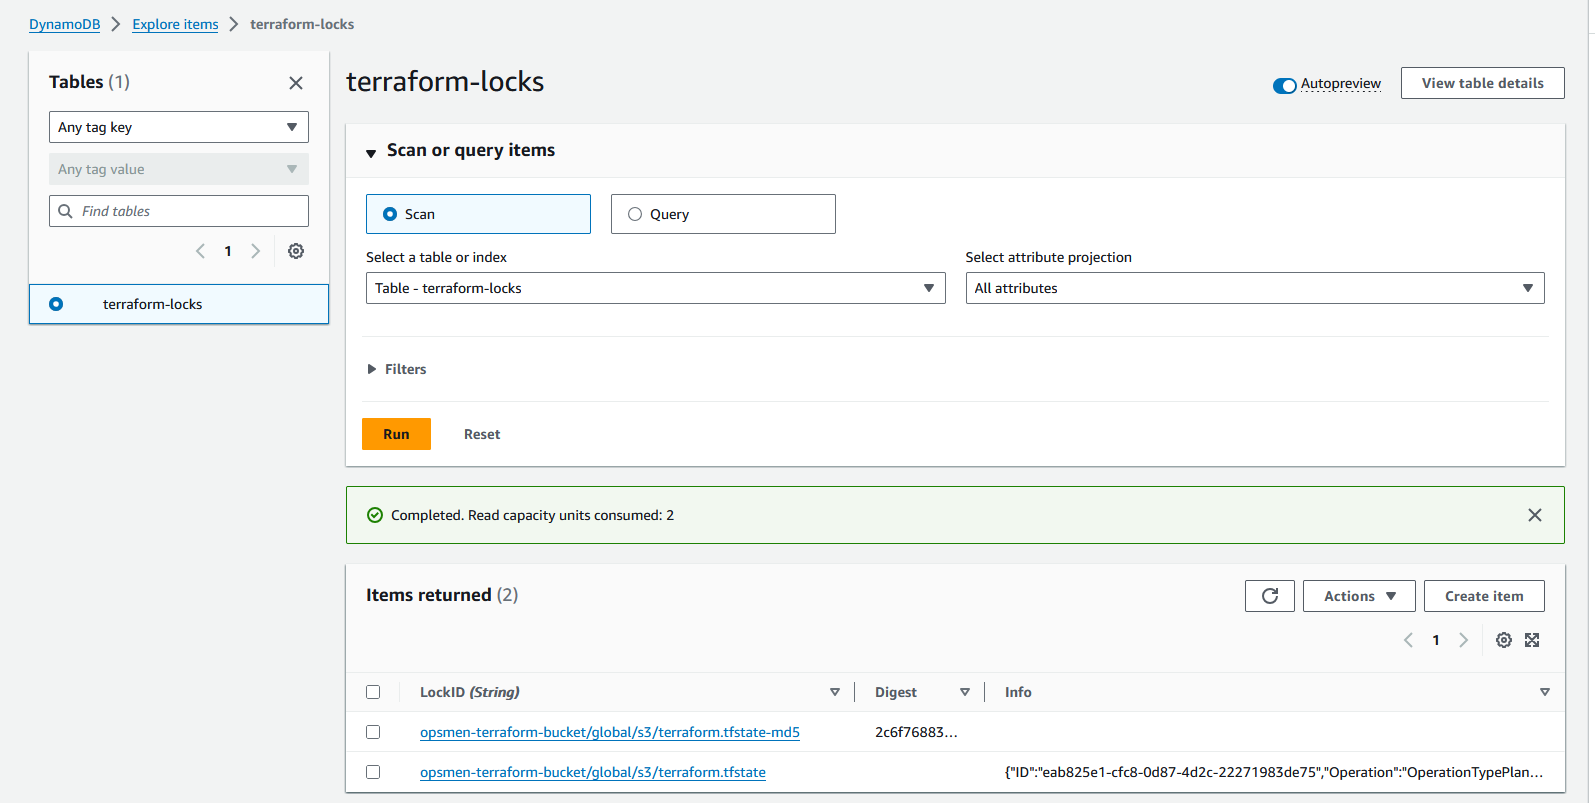 DynamoDB > Explore items > terraform-locks
Tables (1)
Any tag key
Any tag value
Find tables
1
terraform-locks
terraform-locks
Autopreview
View table details
Scan or query items
Scan
Query
Select a table or index
Select attribute projection
Table - terraform-locks
All attributes
Filters
Run
Reset
Completed. Read capacity units consumed: 2
Items returned (2)
Actions
Create item
1
LockID (String)
Digest
Info
opsmen-terraform-bucket/global/s3/terraform.tfstate-md5
2c6f76883...
opsmen-terraform-bucket/global/s3/terraform.tfstate
{"ID":"eab825e1-cfc8-0d87-4d2c-22271983de75","Operation":"OperationTypePlan...